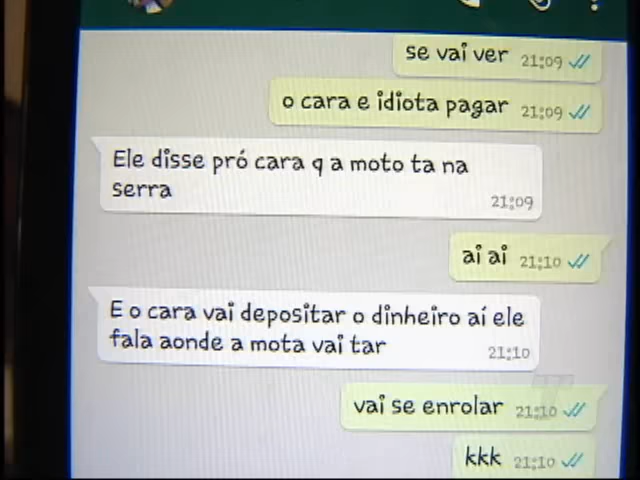 se vai ver 21:09
o cara e idiota pagar 21:09
Ele disse pró cara q a moto ta na
serra
21:09
ai ai 21:10
E o cara vai depositar o dinheiro aí ele
fala aonde a mota vai tar
21:10
vai se enrolar 21:10
kkk 21:10